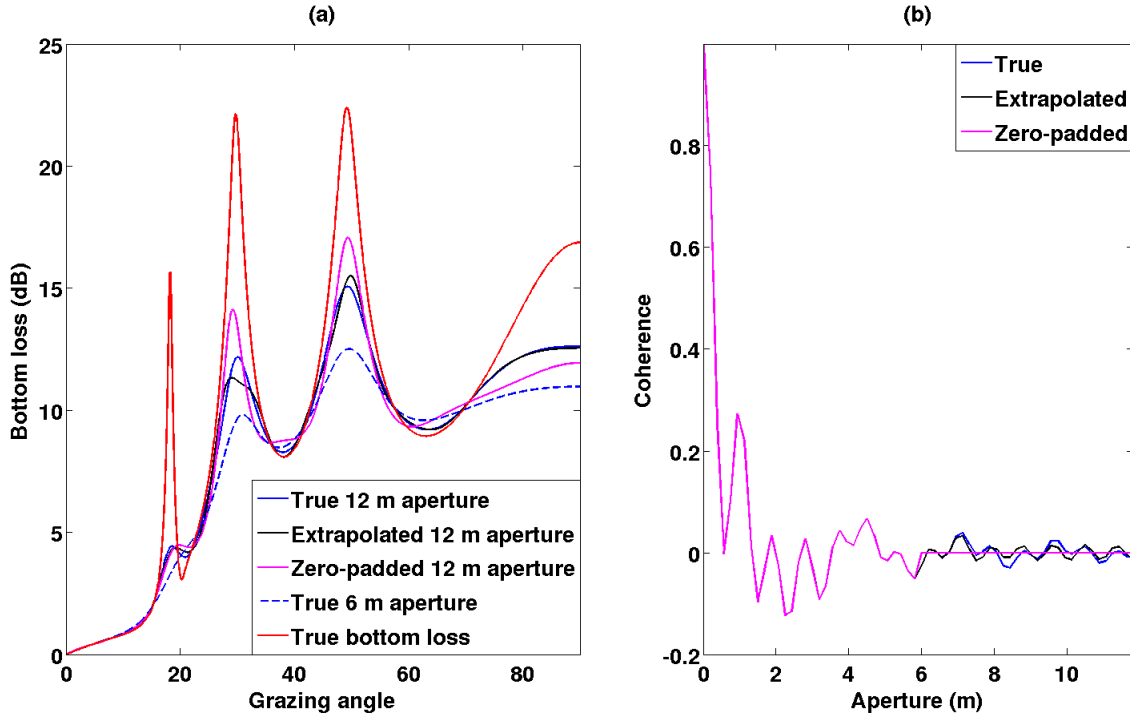 (a)
25
20
15
10
5
0
Bottom loss (dB)
True 12 m aperture
Extrapolated 12 m aperture
Zero-padded 12 m aperture
True 6 m aperture
True bottom loss
0
20
40
60
80
Grazing angle
(b)
0.8
0.6
0.4
0.2
0
-0.2
Coherence
True
Extrapolated
Zero-padded
0
2
4
6
8
10
Aperture (m)